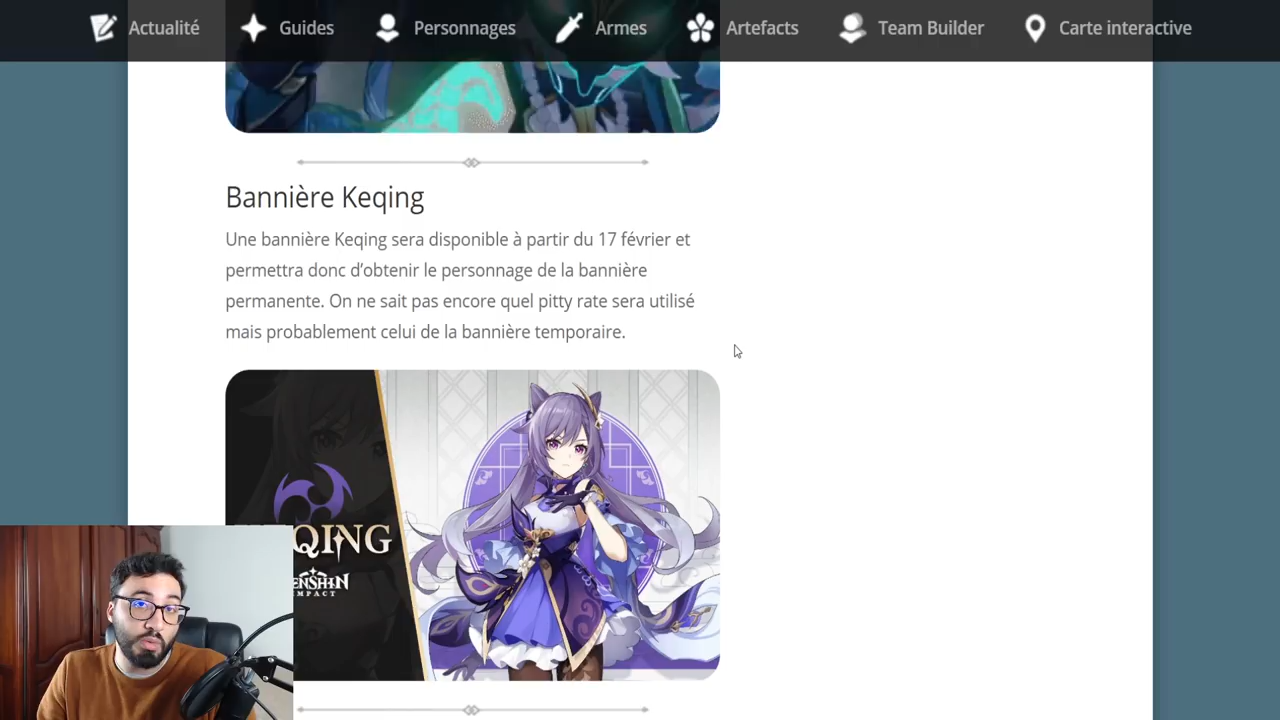 Actualité Guides Personnages Armes Artefacts Team Builder Carte interactive
Bannière Keqing
Une bannière Keqing sera disponible à partir du 17 février et
permettra donc d’obtenir le personnage de la bannière
permanente. On ne sait pas encore quel pitty rate sera utilisé
mais probablement celui de la bannière temporaire.
QING
ENSHIN
IMPACT